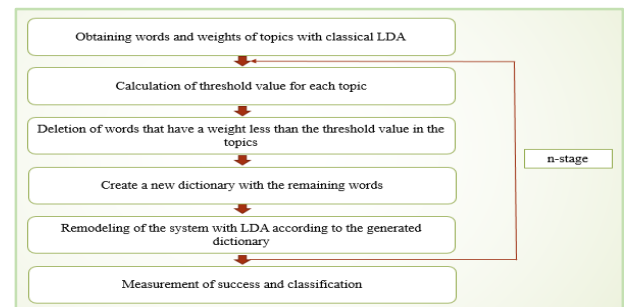 Obtaining words and weights of topics with classical LDA
Calculation of threshold value for each topic
Deletion of words that have a weight less than the threshold value in the
topics
n-stage
Create a new dictionary with the remaining words
Remodeling of the system with LDA according to the generated
dictionary
Measurement of success and classification